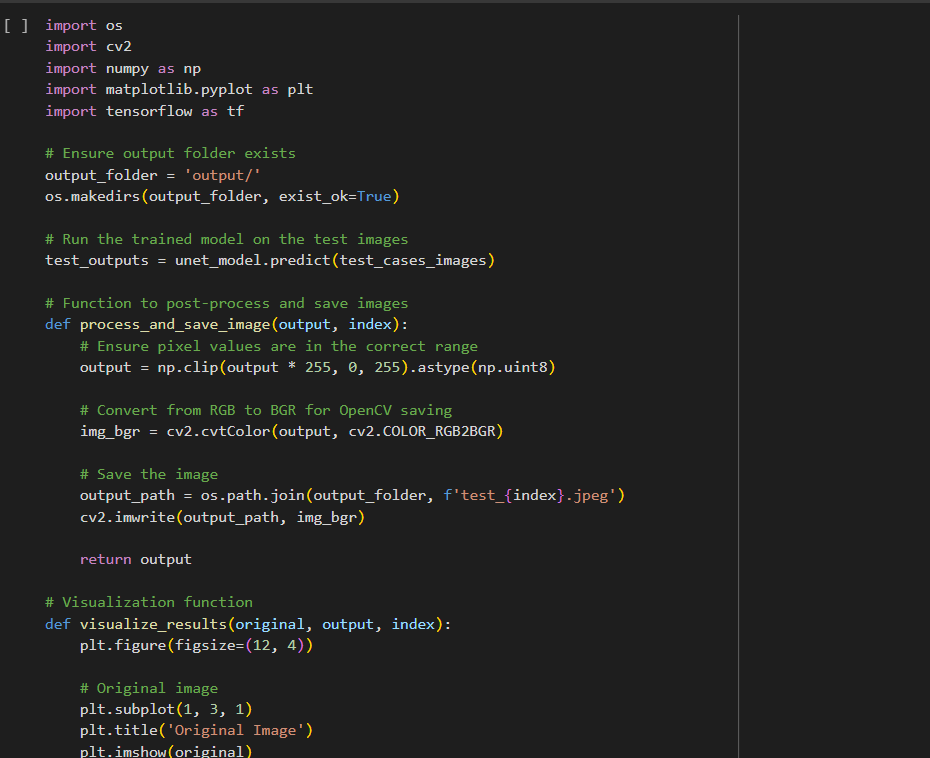 [ ] import os
import cv2
import numpy as np
import matplotlib.pyplot as plt
import tensorflow as tf
# Ensure output folder exists
output_folder = 'output/'
os.makedirs(output_folder, exist_ok=True)
# Run the trained model on the test images
test_outputs = unet_model.predict(test_cases_images)
# Function to post-process and save images
def process_and_save_image(output, index):
    # Ensure pixel values are in the correct range
    output = np.clip(output * 255, 0, 255).astype(np.uint8)
    # Convert from RGB to BGR for OpenCV saving
    img_bgr = cv2.cvtColor(output, cv2.COLOR_RGB2BGR)
    # Save the image
    output_path = os.path.join(output_folder, f'test_{index}.jpeg')
    cv2.imwrite(output_path, img_bgr)
    return output
# Visualization function
def visualize_results(original, output, index):
    plt.figure(figsize=(12, 4))
    # Original image
    plt.subplot(1, 3, 1)
    plt.title('Original Image')
    plt.imshow(original)